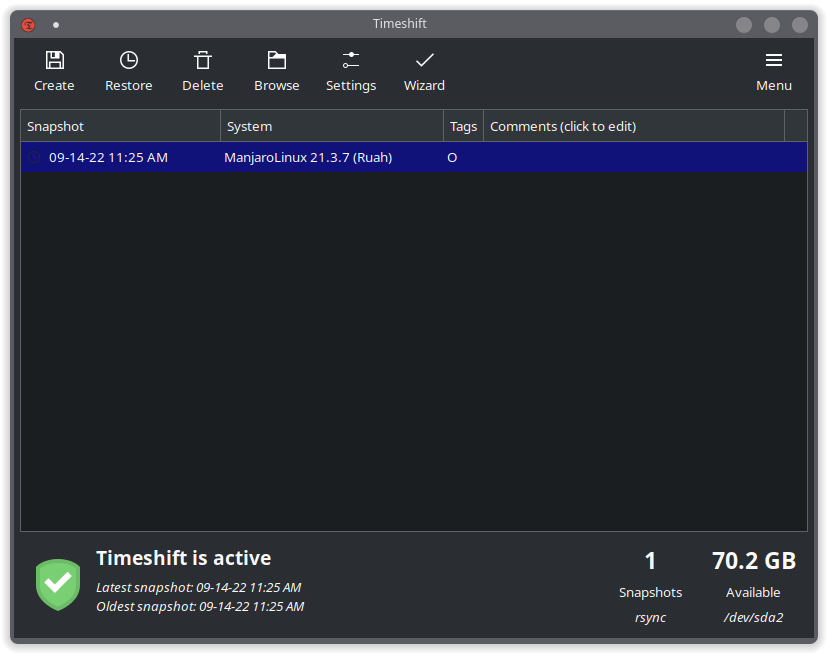 Timeshift
Create Restore Delete Browse Settings Wizard Menu
Snapshot System Tags Comments (click to edit)
09-14-22 11:25 AM ManjaroLinux 21.3.7 (Ruah) O
Timeshift is active
Latest snapshot: 09-14-22 11:25 AM
Oldest snapshot: 09-14-22 11:25 AM
1 70.2 GB
Snapshots Available
rsync /dev/sda2